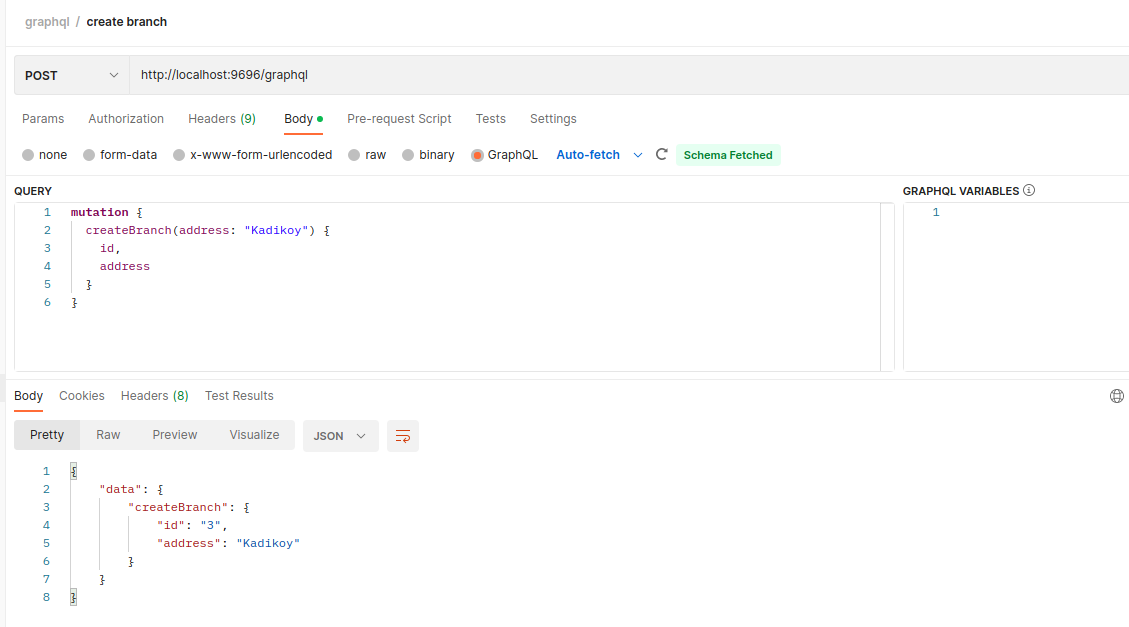 graphql / create branch
POST http://localhost:9696/graphql
Params Authorization Headers (9) Body Pre-request Script Tests Settings
none form-data x-www-form-urlencoded raw binary GraphQL Auto-fetch Schema Fetched
QUERY GRAPHQL VARIABLES
1 mutation { 1
2 createBranch(address: "Kadikoy") {
3 id,
4 address
5 }
6 }
Body Cookies Headers (8) Test Results
Pretty Raw Preview Visualize JSON
1 {
2 "data": {
3 "createBranch": {
4 "id": "3",
5 "address": "Kadikoy"
6 }
7 }
8 }